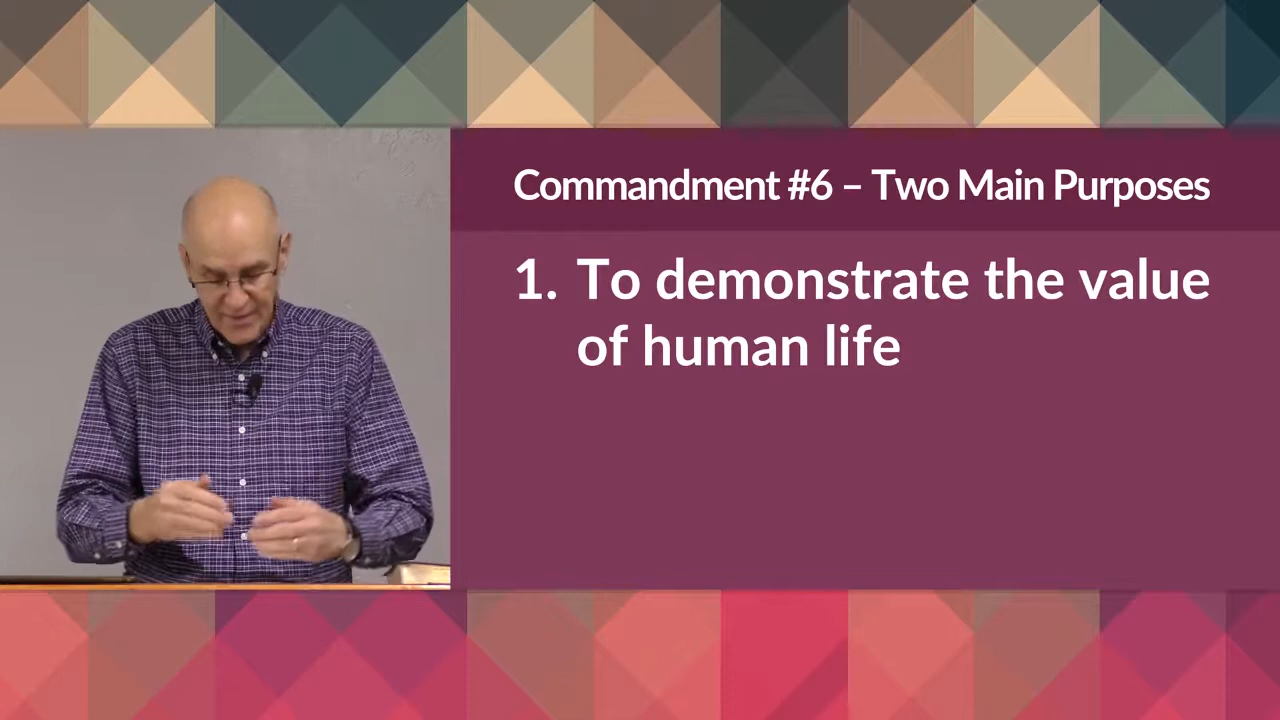 Commandment #6 – Two Main Purposes
1. To demonstrate the value
of human life